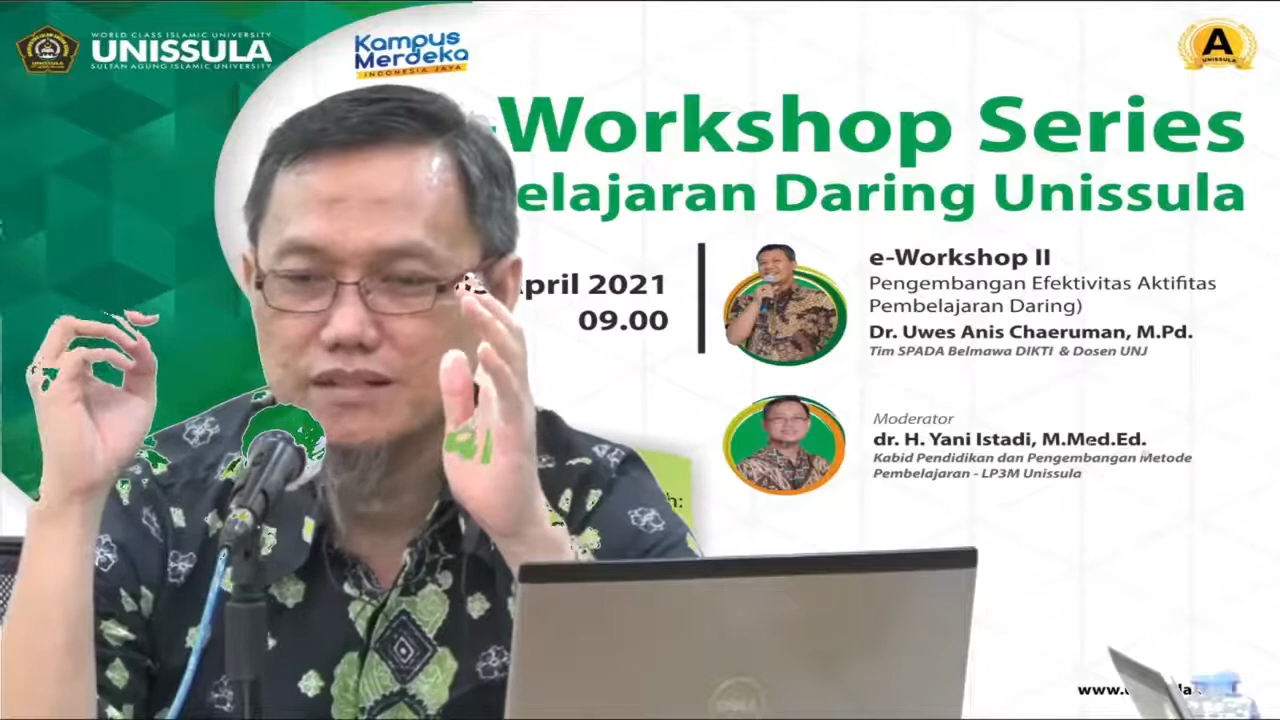 WORLD CLASS ISLAMIC UNIVERSITY
UNISSULA
SULTAN AGUNG ISLAMIC UNIVERSITY
Kampus
Merdeka
INDONESIA JAYA
A
UNISSULA
Workshop Series
elajaran Daring Unissula
April 2021
09.00
e-Workshop II
Pengembangan Efektivitas Aktifitas
Pembelajaran Daring)
Dr. Uwes Anis Chaeruman, M.Pd.
Tim SPADA Belmawa DIKTI & Dosen UNJ
Moderator
dr. H. Yani Istadi, M.Med.Ed.
Kabid Pendidikan dan Pengembangan Metode
Pembelajaran - LP3M Unissula
h:
www.
DELL